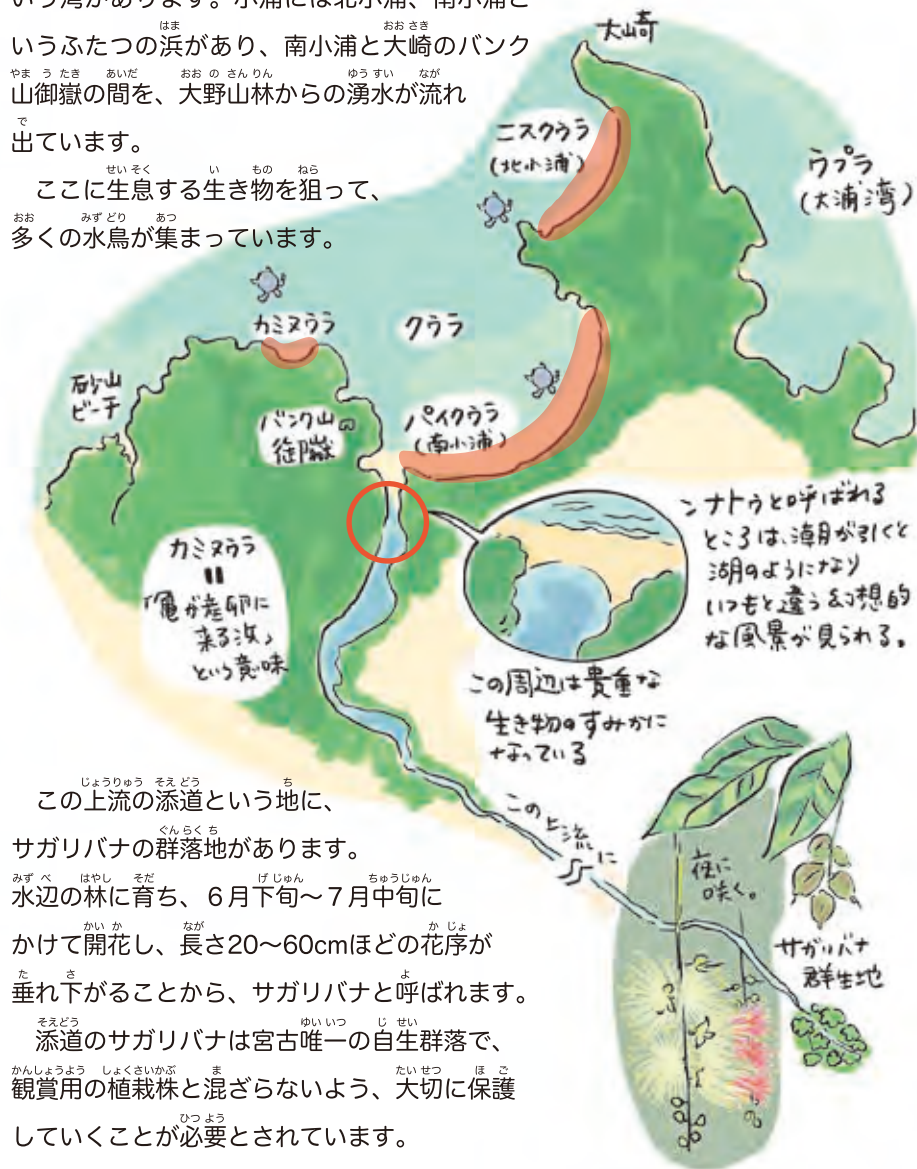 いう湾があります。小浦には北小浦、南小浦と
いうふたつの浜があり、南小浦と大崎のバンク
山御嶽の間を、大野山林からの湧水が流れ
出ています。
ここに生息する生き物を狙って、
多くの水鳥が集まっています。
大山崎
ニスクウラ
(北小浦)
ウプラ
(大浦湾)
カミヌウラ
クウラ
砂山
ビーチ
バンク山の
御嶽
パイクウラ
(南小浦)
カミヌウラ
=
「亀が産卵に
来る浜」
という意味
ンナトゥと呼ばれる
ところは、潮が引くと
湖のようになり
いつもと違う幻想的
な風景が見られる。
この周辺は貴重な
生き物のすみかに
なっている
この上流の添道という地に、
サガリバナの群落地があります。
水辺の林に育ち、6月下旬〜7月中旬に
かけて開花し、長さ20〜60cmほどの花序が
垂れ下がることから、サガリバナと呼ばれます。
添道のサガリバナは宮古唯一の自生群落で、
観賞用の植栽株と混ざらないよう、大切に保護
していくことが必要とされています。
この上流に
夜に
咲く。
サガリバナ
群生地